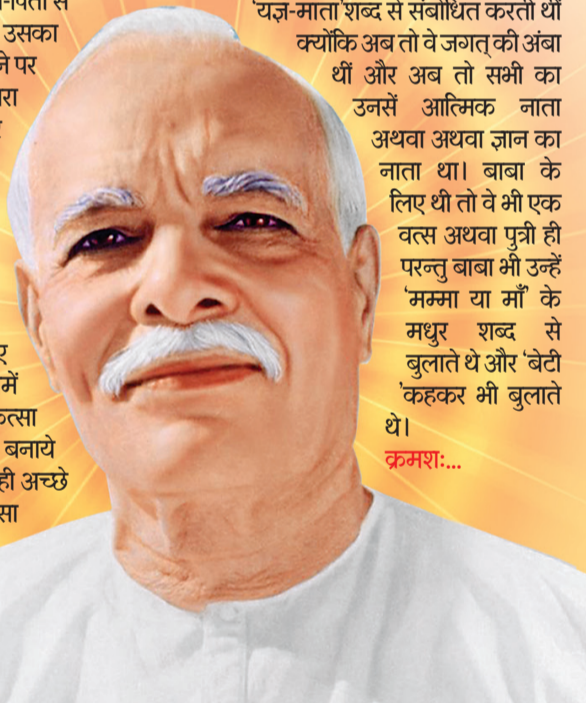 उसका
ने पर
में
बनाये
ही अच्छे
सा
'यज्ञ-माता'शब्द से संबोधित करती थीं
क्योंकि अब तो वे जगत् की अंबा
थीं और अब तो सभी का
उनसें आत्मिक नाता
अथवा अथवा ज्ञान का
नाता था। बाबा के
लिए थी तो वे भी एक
वत्स अथवा पुत्री ही
परन्तु बाबा भी उन्हें
'मम्मा या माँ' के
मधुर शब्द से
बुलाते थे और 'बेटी
'कहकर भी बुलाते
थे।
क्रमशः...